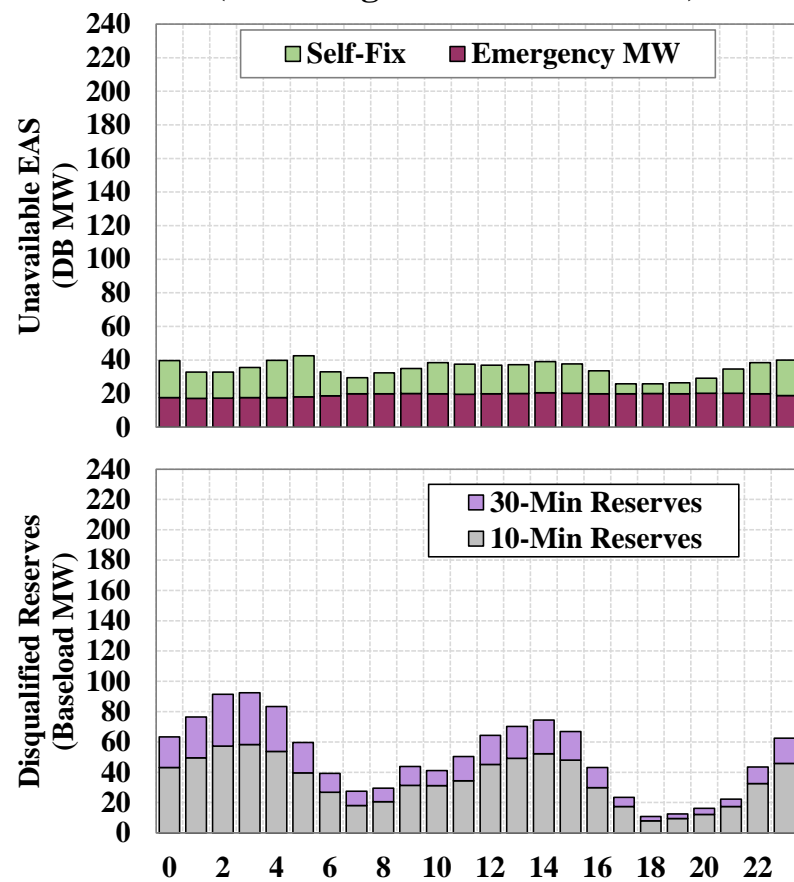 240
220
200
180
160
140
120
100
80
60
40
20
0
Unavailable EAS
(DB MW)
Self-Fix
Emergency MW
240
220
200
180
160
140
120
100
80
60
40
20
0
Disqualified Reserves
(Baseload MW)
30-Min Reserves
10-Min Reserves
0 2 4 6 8 10 12 14 16 18 20 22